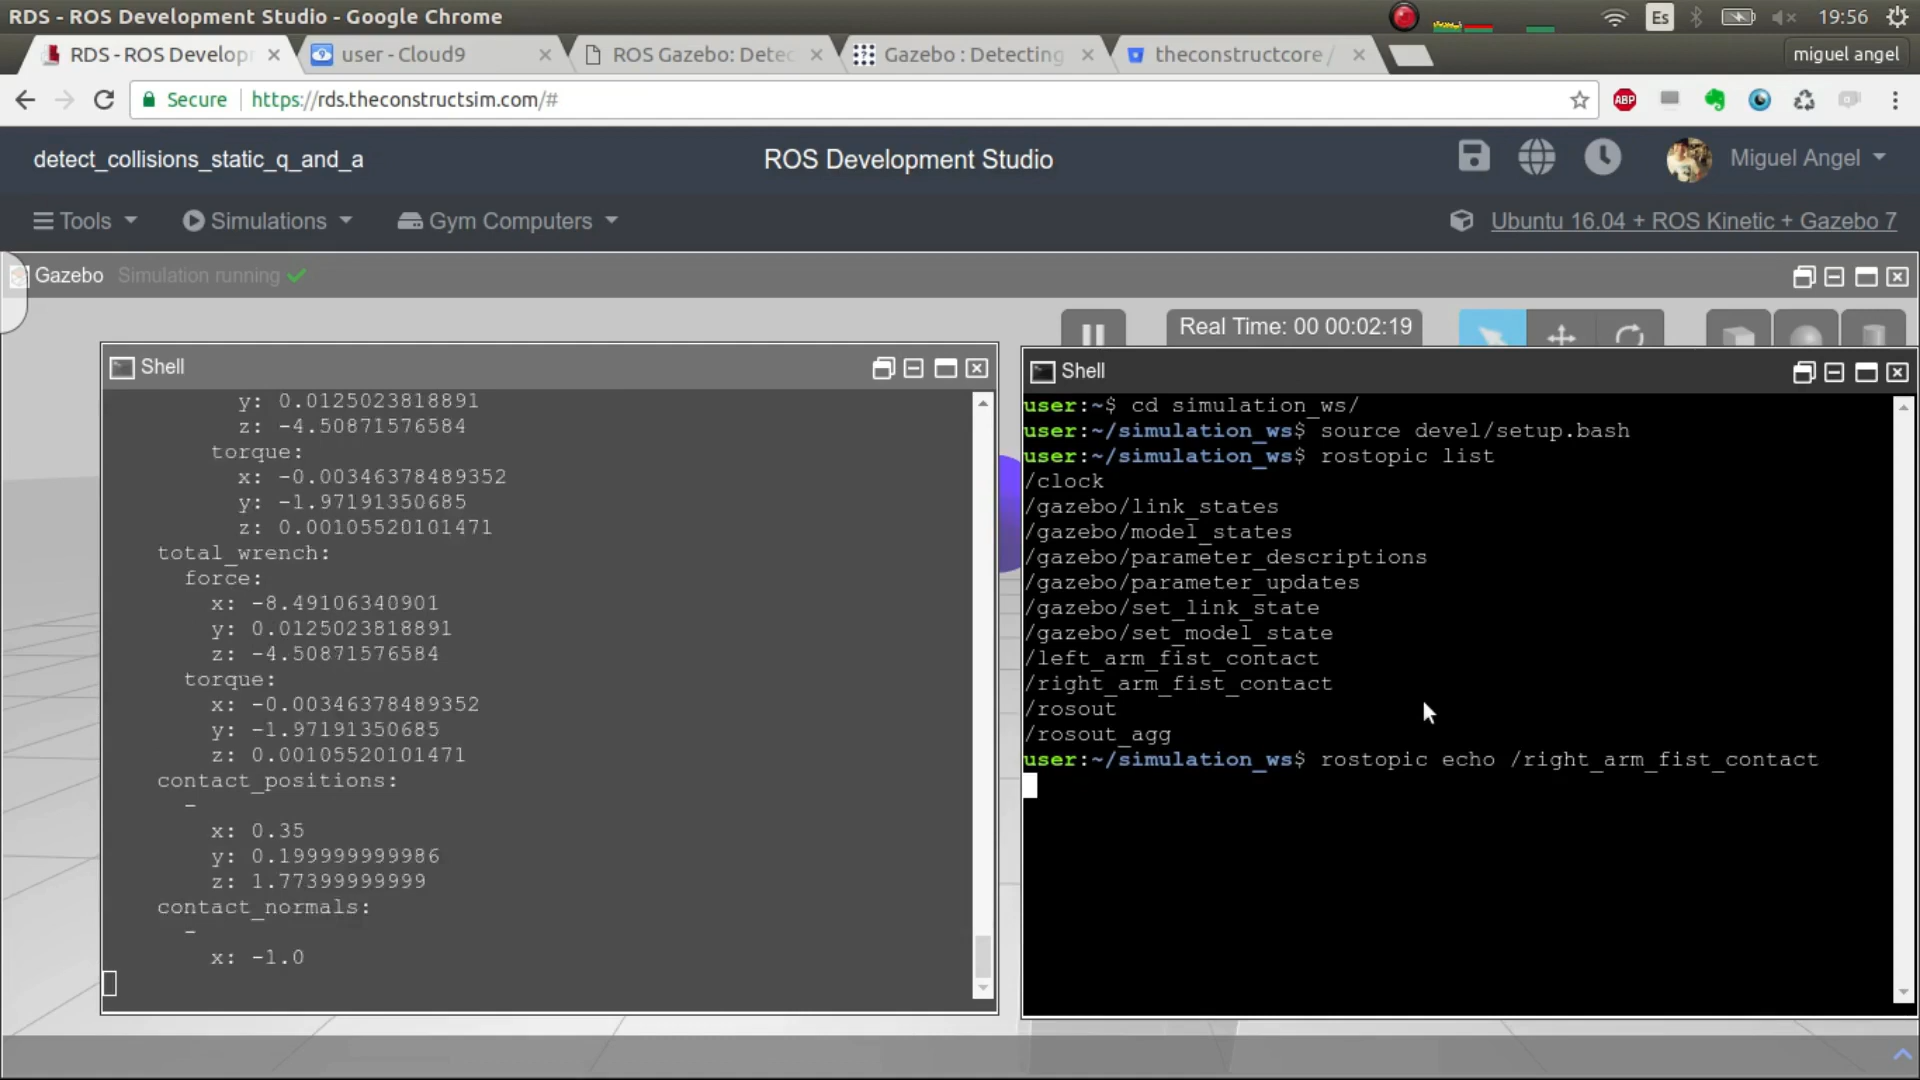 RDS - ROS Development Studio - Google Chrome
Es
19:56
RDS - ROS Develop
user - Cloud9
ROS Gazebo: Detec
Gazebo : Detecting
theconstructcore /
miguel angel
Secure
https://rds.theconstructsim.com/#
ABP
detect_collisions_static_q_and_a
ROS Development Studio
Miguel Angel
Tools
Simulations
Gym Computers
Ubuntu 16.04 + ROS Kinetic + Gazebo 7
Gazebo Simulation running
Real Time: 00 00:02:19
Shell
y: 0.0125023818891
z: -4.50871576584
torque:
x: -0.00346378489352
y: -1.97191350685
z: 0.00105520101471
total_wrench:
force:
x: -8.49106340901
y: 0.0125023818891
z: -4.50871576584
torque:
x: -0.00346378489352
y: -1.97191350685
z: 0.00105520101471
contact_positions:
-
x: 0.35
y: 0.199999999986
z: 1.77399999999
contact_normals:
-
x: -1.0
Shell
user:~$ cd simulation_ws/
user:~/simulation_ws$ source devel/setup.bash
user:~/simulation_ws$ rostopic list
/clock
/gazebo/link_states
/gazebo/model_states
/gazebo/parameter_descriptions
/gazebo/parameter_updates
/gazebo/set_link_state
/gazebo/set_model_state
/left_arm_fist_contact
/right_arm_fist_contact
/rosout
/rosout_agg
user:~/simulation_ws$ rostopic echo /right_arm_fist_contact